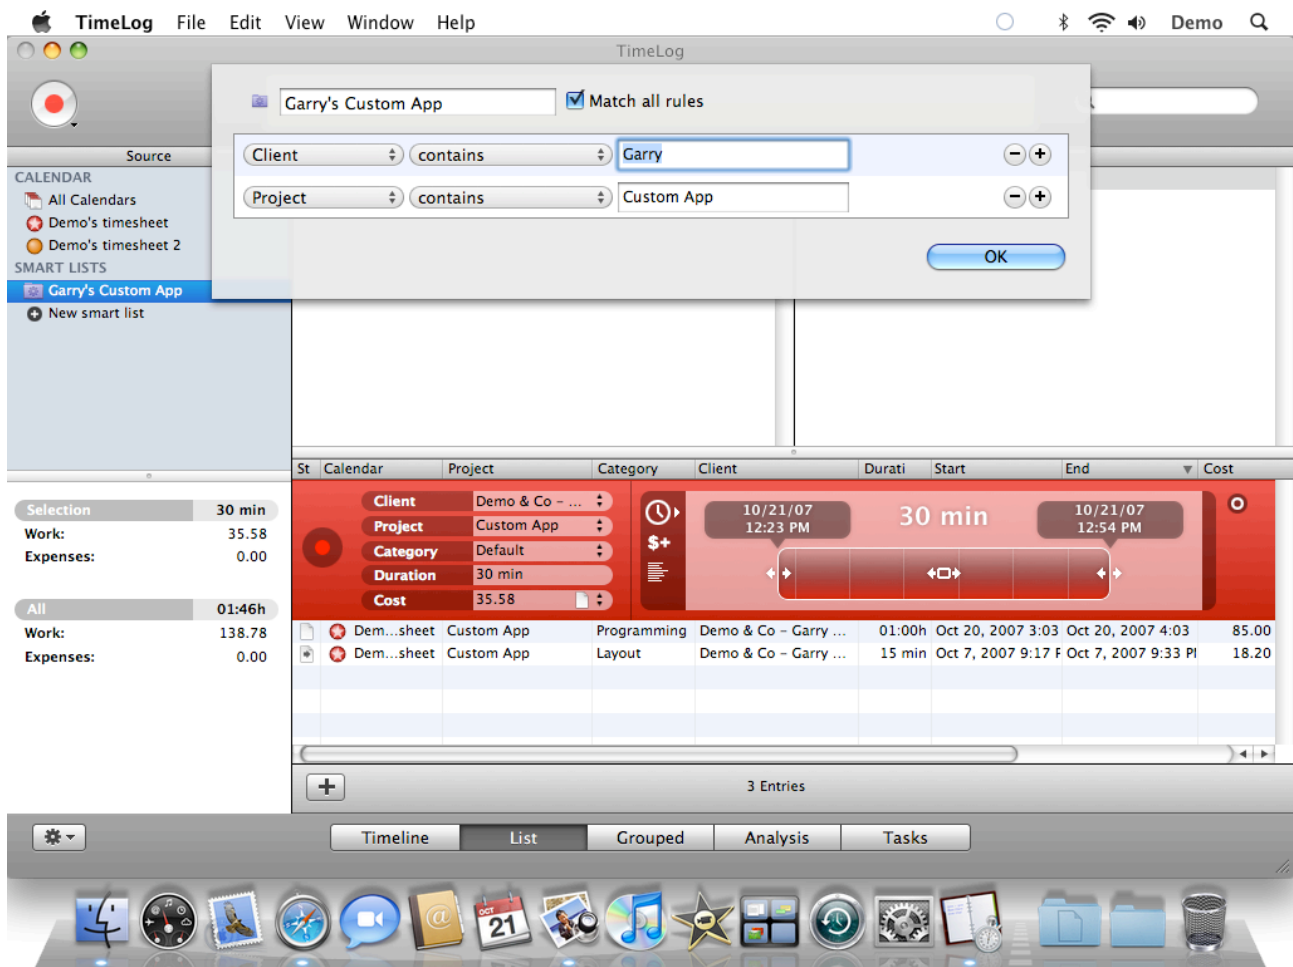 TimeLog File Edit View Window Help Demo
TimeLog
Garry's Custom App Match all rules
Client contains Garry
Project contains Custom App
OK
Source
CALENDAR
All Calendars
Demo's timesheet
Demo's timesheet 2
SMART LISTS
Garry's Custom App
New smart list
St Calendar Project Category Client Durati Start End Cost
Selection 30 min
Work: 35.58
Expenses: 0.00
All 01:46h
Work: 138.78
Expenses: 0.00
Client Demo & Co – ...
Project Custom App
Category Default
Duration 30 min
Cost 35.58
$+
10/21/07
12:23 PM
30 min
10/21/07
12:54 PM
Dem...sheet Custom App Programming Demo & Co – Garry ... 01:00h Oct 20, 2007 3:03 Oct 20, 2007 4:03 85.00
Dem...sheet Custom App Layout Demo & Co – Garry ... 15 min Oct 7, 2007 9:17 Oct 7, 2007 9:33 18.20
3 Entries
Timeline List Grouped Analysis Tasks
OCT
21